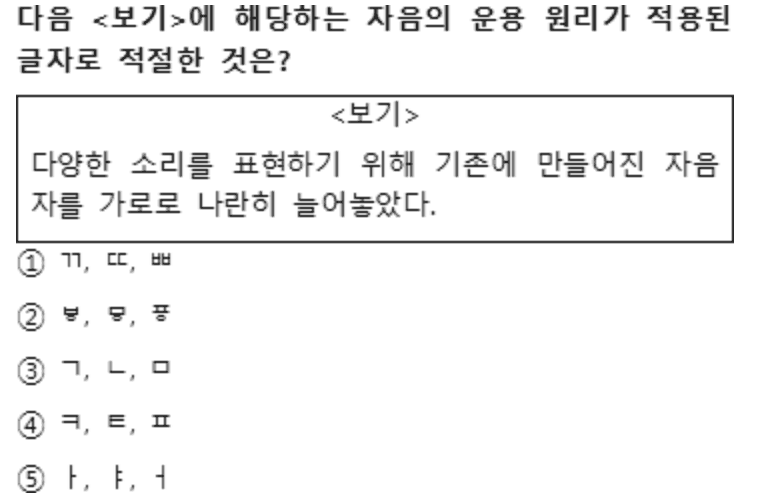 다음 <보기>에 해당하는 자음의 운용 원리가 적용된
글자로 적절한 것은?
<보기>
다양한 소리를 표현하기 위해 기존에 만들어진 자음
자를 가로로 나란히 늘어놓았다.
① ㄲ, ㄸ, ㅃ
② ㅸ, ㅱ, ㆄ
③ ㄱ, ㄴ, ㅁ
④ ㅋ, ㅌ, ㅍ
⑤ ㅏ, ㅑ, ㅓ